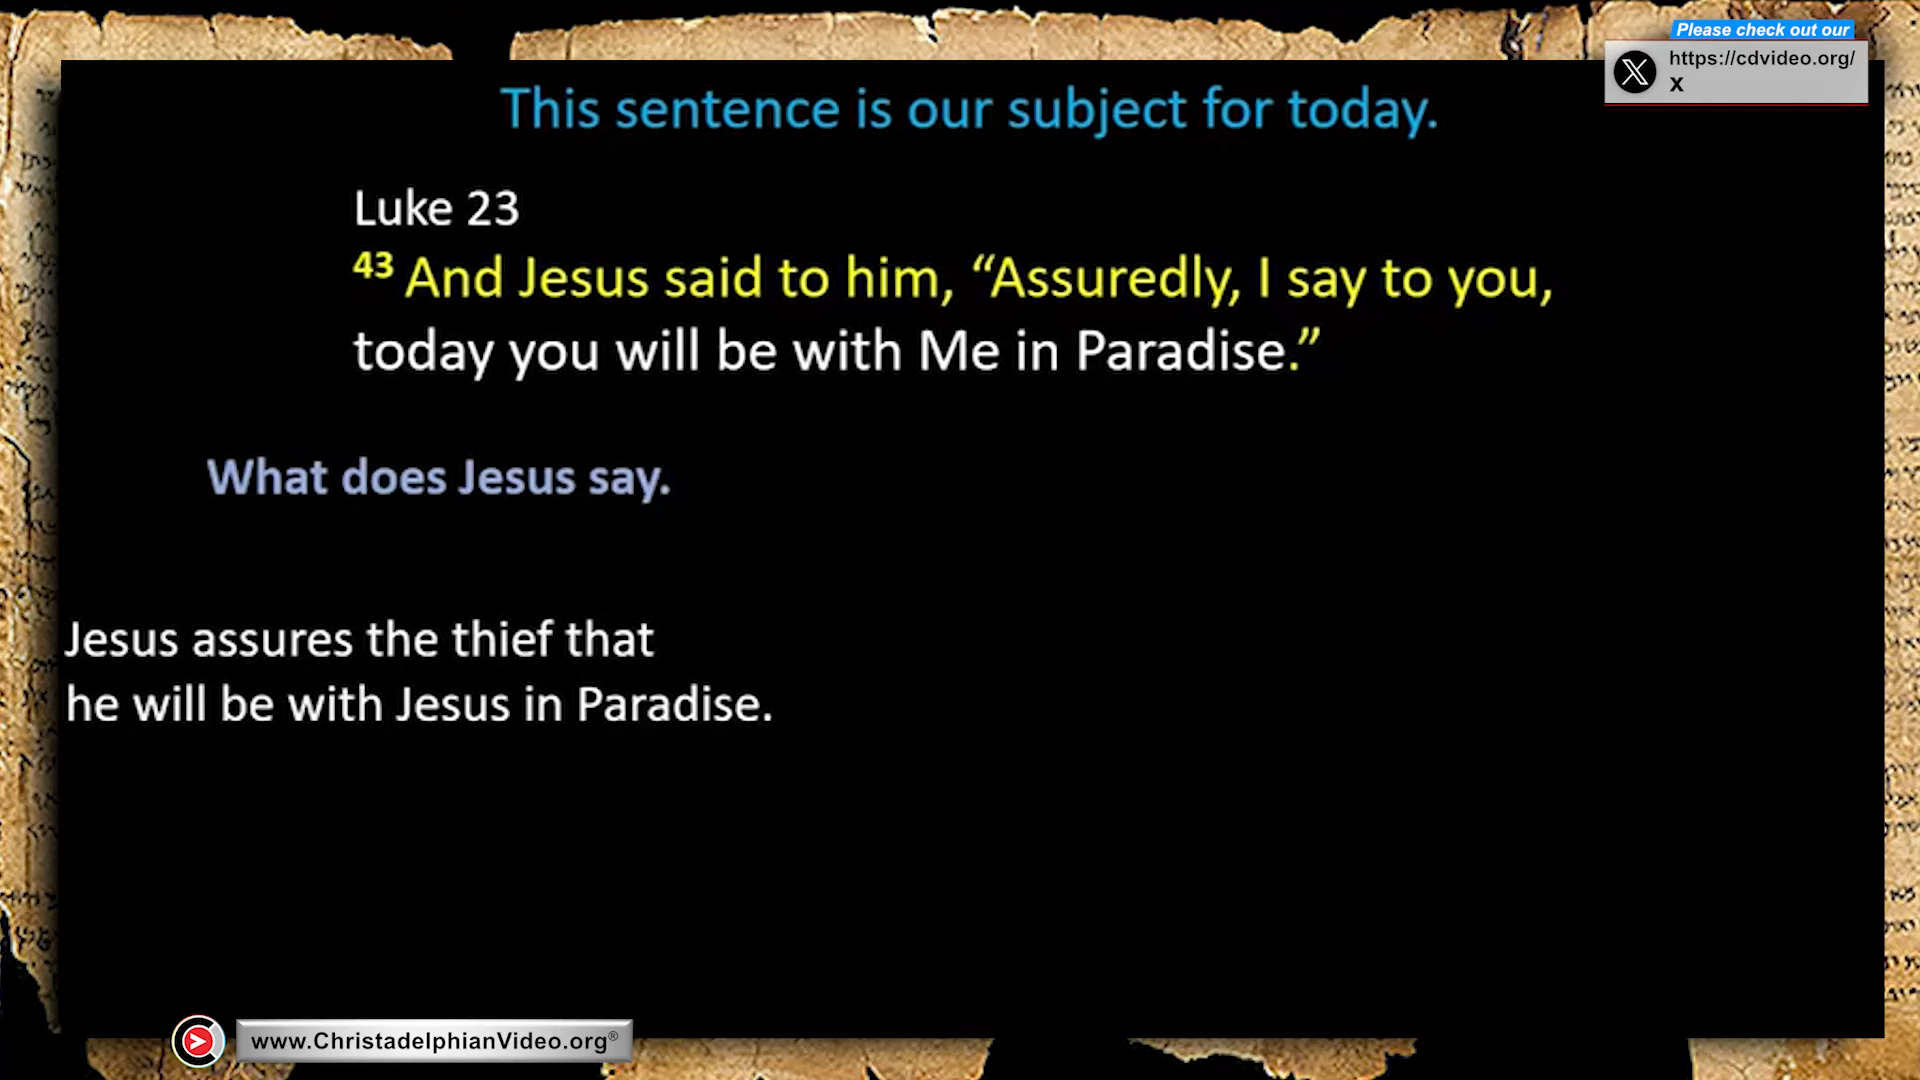 Please check out our
https://cdvideo.org/
X
This sentence is our subject for today.
Luke 23
43 And Jesus said to him, “Assuredly, I say to you,
today you will be with Me in Paradise.”
What does Jesus say.
Jesus assures the thief that
he will be with Jesus in Paradise.
www.ChristadelphianVideo.org®